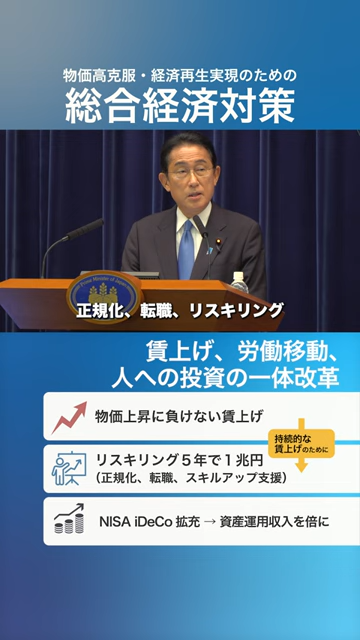 物価高克服・経済再生実現のための
総合経済対策
正規化、転職、リスキリング
賃上げ、労働移動、
人への投資の一体改革
物価上昇に負けない賃上げ
持続的な
賃上げのために
リスキリング5年で1兆円
(正規化、転職、スキルアップ支援)
NISA iDeCo 拡充 → 資産運用収入を倍に